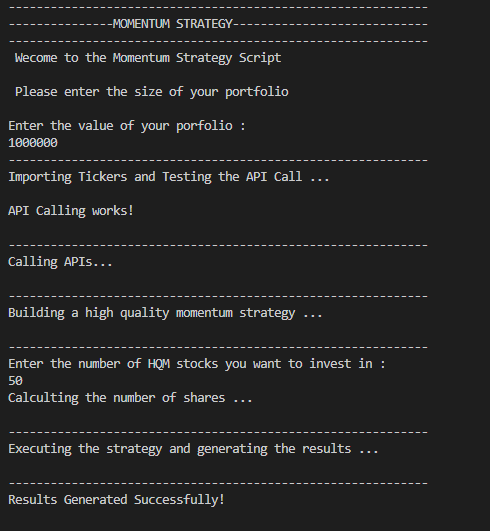 ------------------------------------------------------------
---------------MOMENTUM STRATEGY----------------------------
------------------------------------------------------------
Wecome to the Momentum Strategy Script
Please enter the size of your portfolio
Enter the value of your porfolio :
1000000
------------------------------------------------------------
Importing Tickers and Testing the API Call ...
API Calling works!
------------------------------------------------------------
Calling APIs...
------------------------------------------------------------
Building a high quality momentum strategy ...
------------------------------------------------------------
Enter the number of HQM stocks you want to invest in :
50
Calculting the number of shares ...
------------------------------------------------------------
Executing the strategy and generating the results ...
------------------------------------------------------------
Results Generated Successfully!